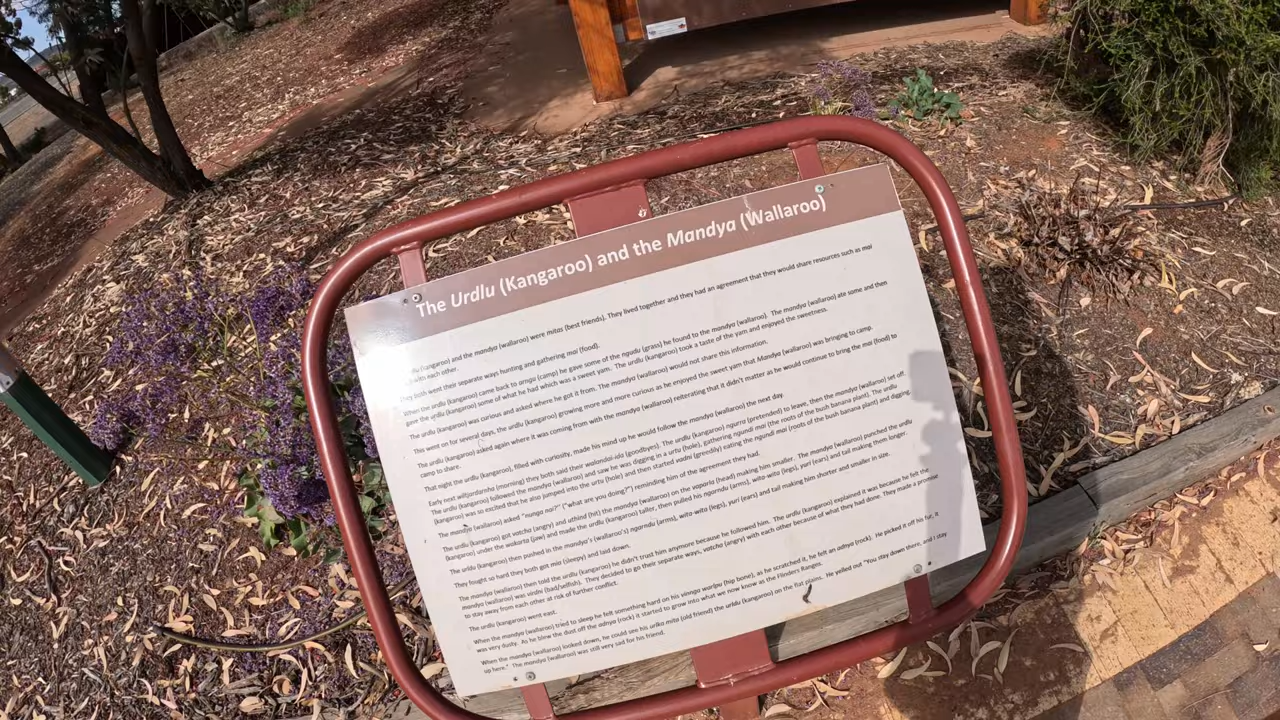 The Urdlu (Kangaroo) and the Mandya (Wallaroo)
(kangaroo) and the mandya (wallaroo) were mitas (best friends). They lived together and they had an agreement that they would share resources such as mai
with each other.
They both went their separate ways hunting and gathering mai (food).
When the urdlu (kangaroo) came back to arngu (camp) he gave some of the ngudu (grass) he found to the mandya (wallaroo). The mandya (wallaroo) ate some and then
gave the urdlu (kangaroo) some of what he had which was a sweet yam. The urdlu (kangaroo) took a taste of the yam and enjoyed the sweetness.
The urdlu (kangaroo) was curious and asked where he got it from. The mandya (wallaroo) would not share this information.
This went on for several days, the urdlu (kangaroo) growing more and more curious as he enjoyed the sweet yam that Mandya (wallaroo) was bringing to camp.
The urdlu (kangaroo) asked again where it was coming from with the mandya (wallaroo) reiterating that it didn't matter as he would continue to bring the mai (food) to
camp to share.
That night the urdlu (kangaroo), filled with curiosity, made his mind up he would follow the mandya (wallaroo) the next day.
Early next (morning) they both said their (goodbyes). The urdlu (kangaroo) ngurra (pretended) to leave, then the mandya (wallaroo) set off.
(kangaroo) followed the mandya (wallaroo) and saw he was digging in a urtu (hole), gathering ngundi mai (the roots of the bush banana plant). The urdlu
(kangaroo) was so excited that he also jumped into the urtu (hole) and then started vadni (greedily) eating the ngundi mai (roots of the bush banana plant) and digging
The mandya (wallaroo) asked "nunga na?" ("what are you doing?") reminding him of the agreement they had.
The urdlu (kangaroo) got votcha (angry) and uthind (hit) the mandya (wallaroo) on the (head) making him smaller. The mandya (wallaroo) punched the urdlu
(kangaroo) under the wakarta (jaw) and made the urdlu (kangaroo) taller, then pulled his ngarndu (arms), wita-wita (legs), yuri (ears) and tail making them longer.
The urdlu (kangaroo) then pushed in the mandya's (wallaroo's) ngarndu (arms), wita-wita (legs), yuri (ears) and tail making him shorter and smaller in size.
They fought so hard they both got mia (sleepy) and laid down.
The mandya (wallaroo) then told the urdlu (kangaroo) he didn't trust him anymore because he followed him. The urdlu (kangaroo) explained it was because he felt the
mandya (wallaroo) was virdni (bad/selfish). They decided to go their separate ways, votcha (angry) with each other because of what they had done. They made a promise
to stay away from each other at risk of further conflict.
The urdlu (kangaroo) went east.
When the mandya (wallaroo) tried to sleep he felt something hard on his warlpu (hip bone), as he scratched it, he felt an adnya (rock). He picked it off his fur, it
was very dusty. As he blew the dust off the adnya (rock) it started to grow into what we now know as the Flinders Ranges.
When the mandya (wallaroo) looked down, he could see his urdka mita (old friend) the urdlu (kangaroo) on the flat plains. He yelled out "You stay down there, and I stay
up here." The mandya (wallaroo) was still very sad for his friend.